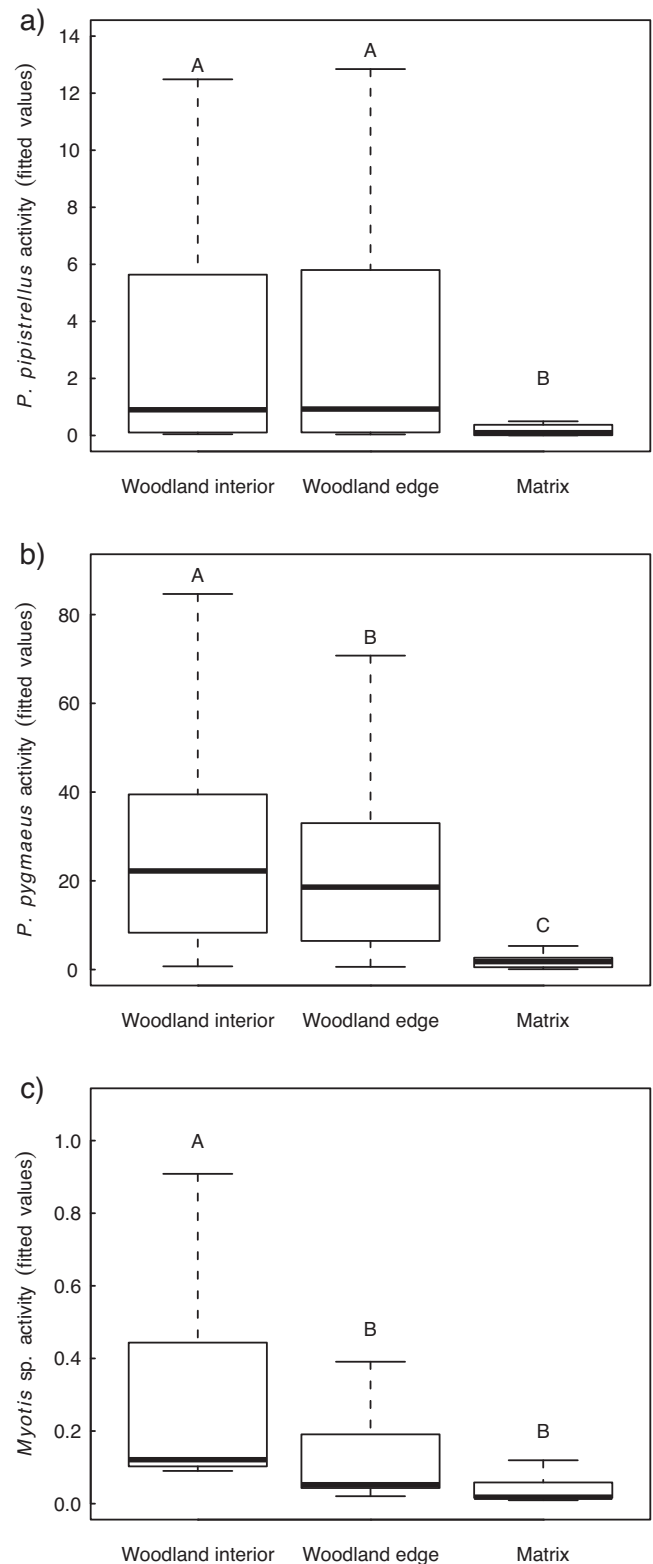 a)
P. pipistrellus activity (fitted values)
14
12
10
8
6
4
2
0
A
A
B
Woodland interior Woodland edge Matrix
b)
P. pygmaeus activity (fitted values)
80
60
40
20
0
A
B
C
Woodland interior Woodland edge Matrix
c)
Myotis sp. activity (fitted values)
1.0
0.8
0.6
0.4
0.2
0.0
A
B
B
Woodland interior Woodland edge Matrix